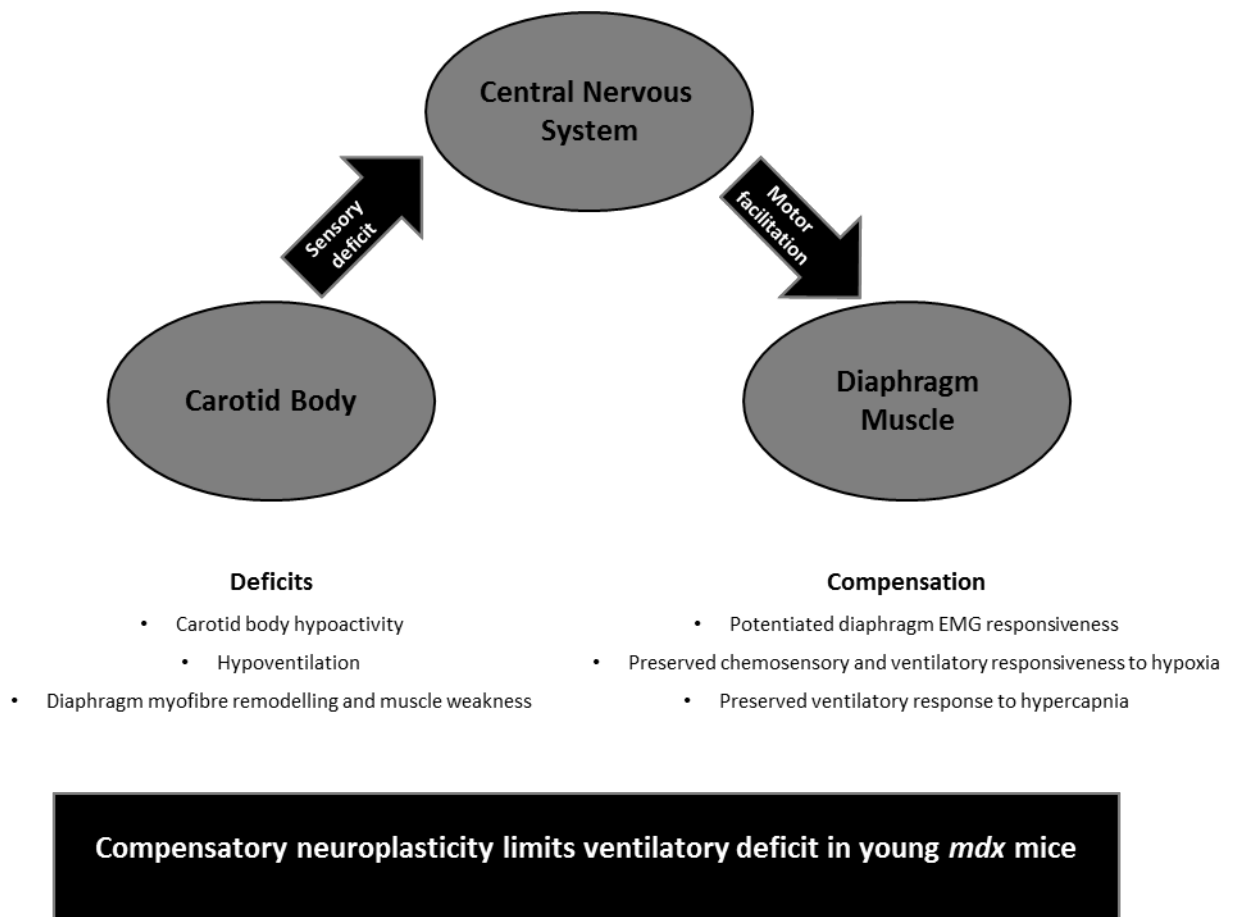 Central Nervous
System
Sensory
deficit
Motor
facilitation
Carotid Body
Diaphragm
Muscle
Deficits
• Carotid body hypoactivity
• Hypoventilation
• Diaphragm myofibre remodelling and muscle weakness
Compensation
• Potentiated diaphragm EMG responsiveness
• Preserved chemosensory and ventilatory responsiveness to hypoxia
• Preserved ventilatory response to hypercapnia
Compensatory neuroplasticity limits ventilatory deficit in young mdx mice